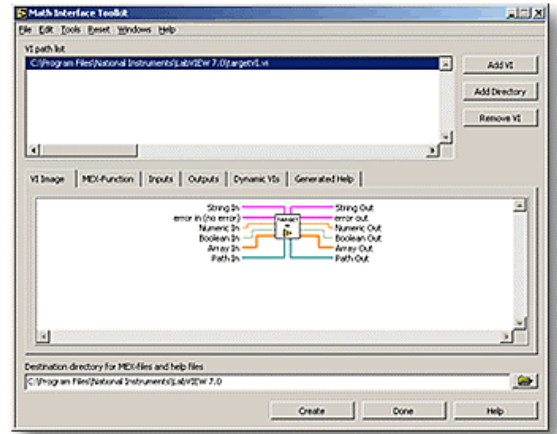 Math Interface Toolkit
File Edit Tools Reset Windows Help
VI path list
C:\Program Files\National Instruments\LabVIEW 7.0\targetVI.vi
Add VI
Add Directory
Remove VI
VI Image MEX-Function Inputs Outputs Dynamic VIs Generated Help
String In String Out
error in (no error) error out
Numeric In TARGET Numeric Out
Boolean In Boolean Out
Array In Array Out
Path In Path Out
Destination directory for MEX-files and help files
C:\Program Files\National Instruments\LabVIEW 7.0
Create Done Help